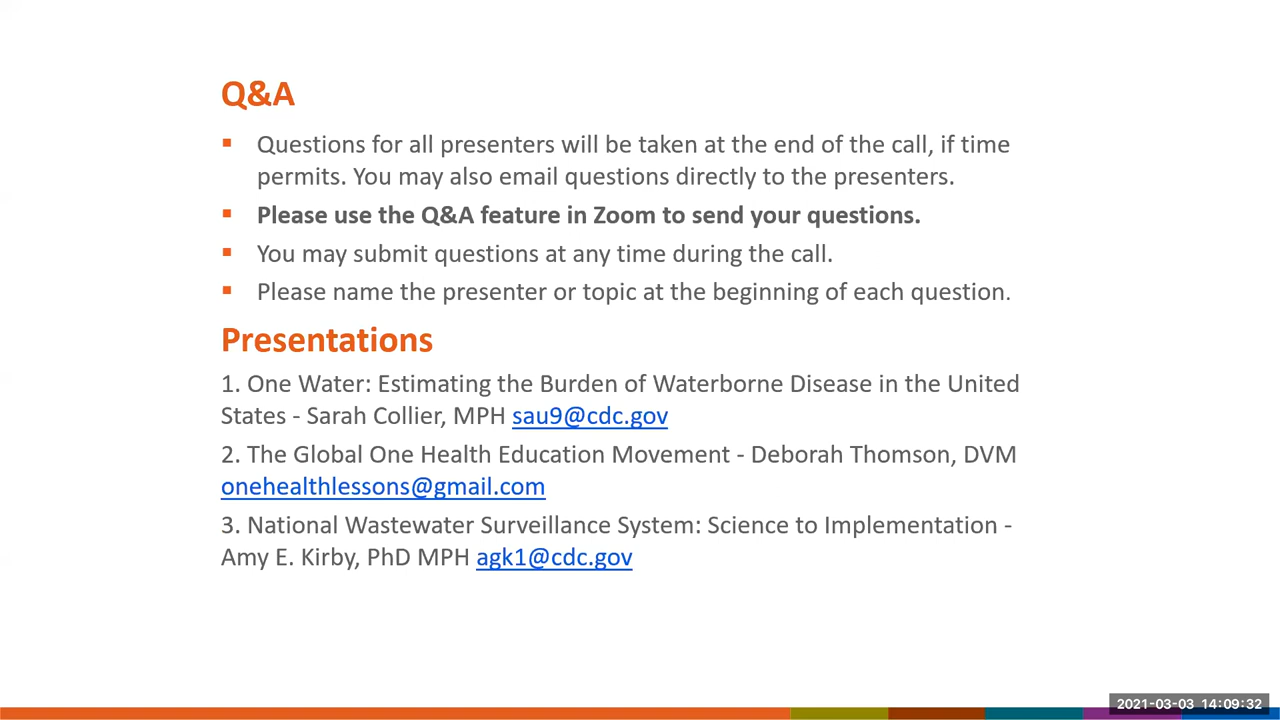 Q&A
▪ Questions for all presenters will be taken at the end of the call, if time
permits. You may also email questions directly to the presenters.
▪ Please use the Q&A feature in Zoom to send your questions.
▪ You may submit questions at any time during the call.
▪ Please name the presenter or topic at the beginning of each question.
Presentations
1. One Water: Estimating the Burden of Waterborne Disease in the United
States - Sarah Collier, MPH sau9@cdc.gov
2. The Global One Health Education Movement - Deborah Thomson, DVM
onehealthlessons@gmail.com
3. National Wastewater Surveillance System: Science to Implementation -
Amy E. Kirby, PhD MPH agk1@cdc.gov
2021-03-03 14:09:32